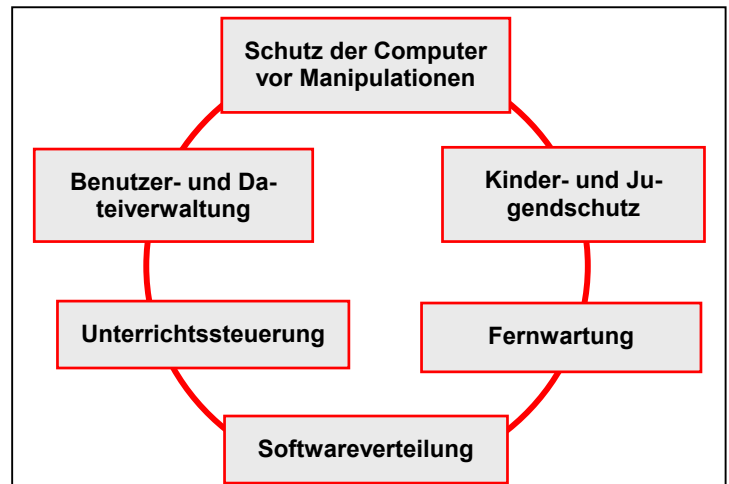 Schutz der Computer
vor Manipulationen
Benutzer- und Da-
teiverwaltung
Kinder- und Ju-
gendschutz
Unterrichtssteuerung
Fernwartung
Softwareverteilung